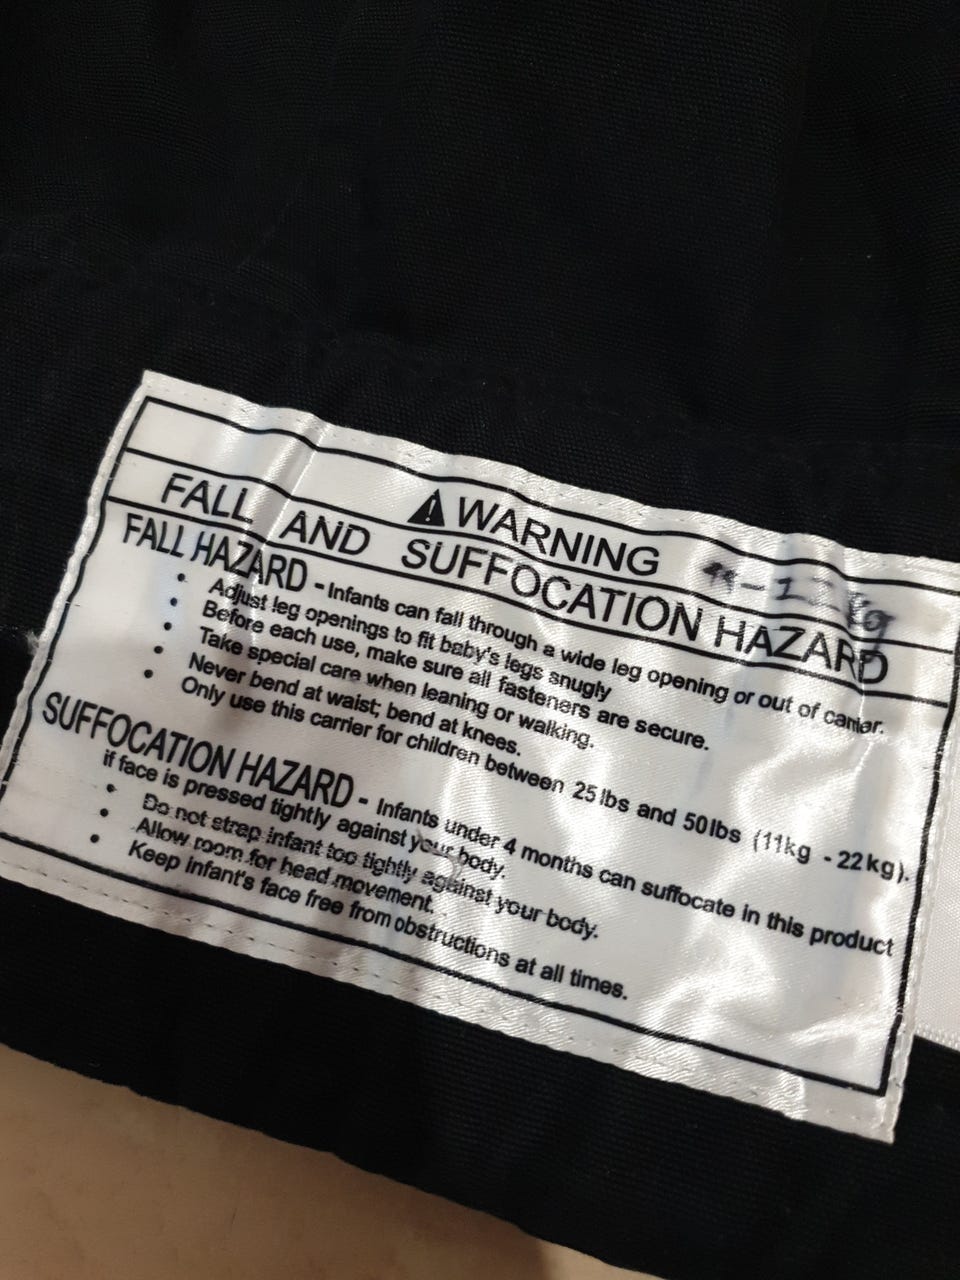 WARNING
FALL AND SUFFOCATION HAZARD
FALL HAZARD - Infants can fall through a wide leg opening or out of carrier.
• Adjust leg openings to fit baby's legs snugly
• Before each use, make sure all fasteners are secure.
• Take special care when leaning or walking.
• Never bend at waist; bend at knees.
• Only use this carrier for children between 25 lbs and 50 lbs (11kg - 22kg).
SUFFOCATION HAZARD - Infants under 4 months can suffocate in this product
if face is pressed tightly against your body.
• Do not strap infant too tightly against your body.
• Allow room for head movement.
• Keep infant's face free from obstructions at all times.